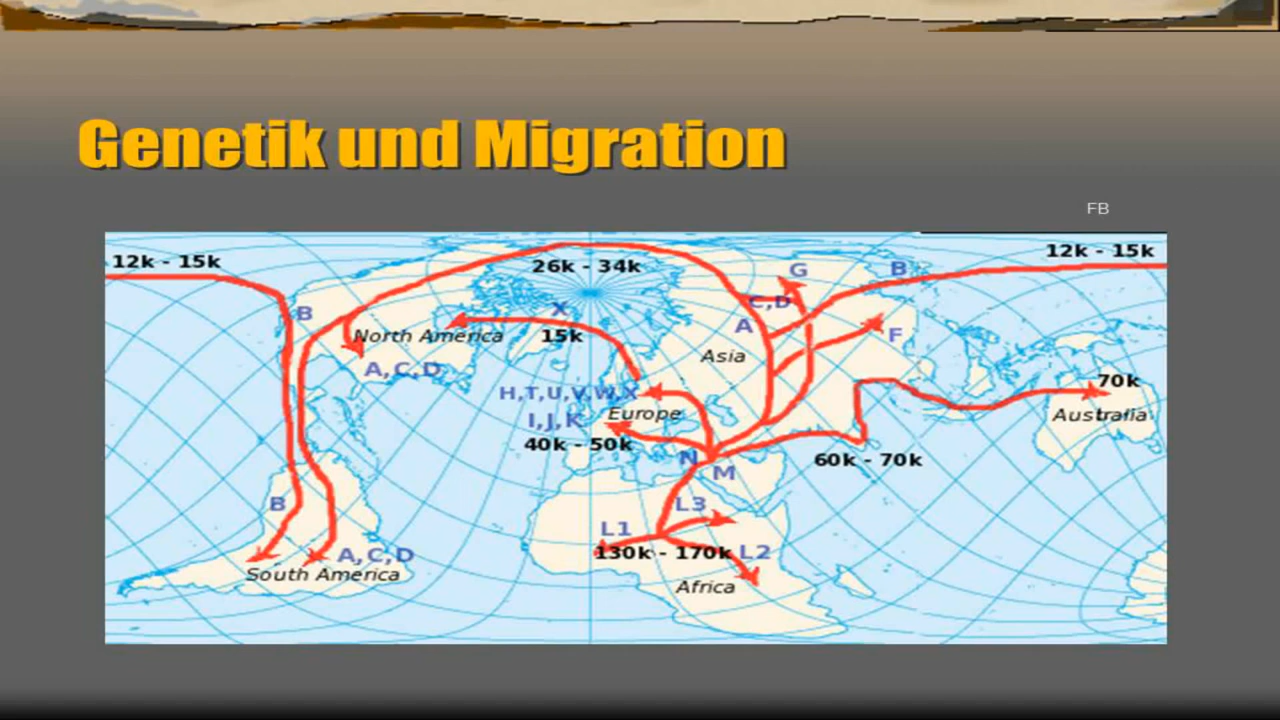 Genetik und Migration
FB
12k - 15k
12k - 15k
26k - 34k
G
B
C,D
X
B
A
15k
F
North America
Asia
A,C,D
70k
H,T,U,V,W,X
Europe
Australia
I,J,K
40k - 50k
N
60k - 70k
M
B
L3
L1
130k - 170k
L2
A,C,D
South America
Africa